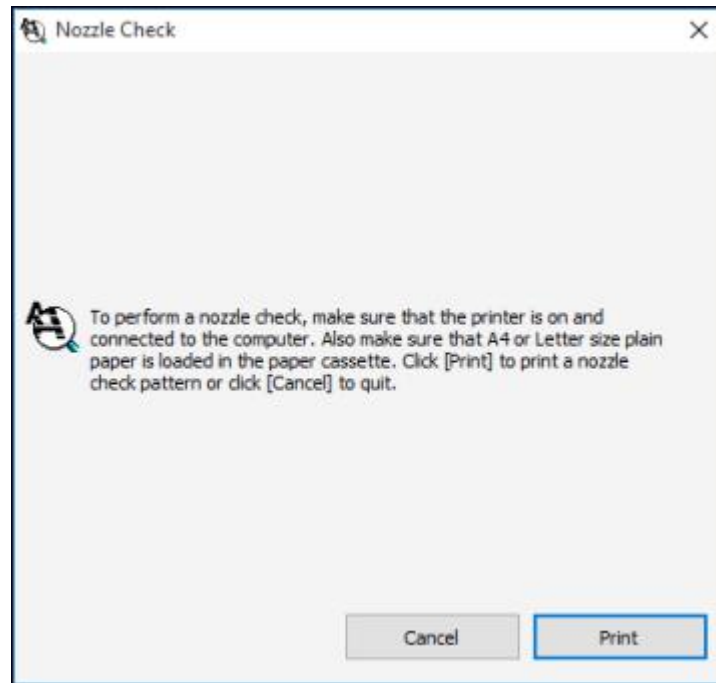 Nozzle Check
To perform a nozzle check, make sure that the printer is on and
connected to the computer. Also make sure that A4 or Letter size plain
paper is loaded in the paper cassette. Click [Print] to print a nozzle
check pattern or click [Cancel] to quit.
Cancel Print